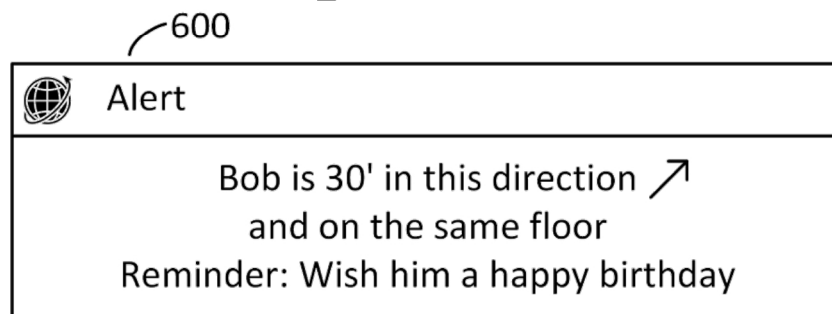 600
Alert
Bob is 30' in this direction
and on the same floor
Reminder: Wish him a happy birthday